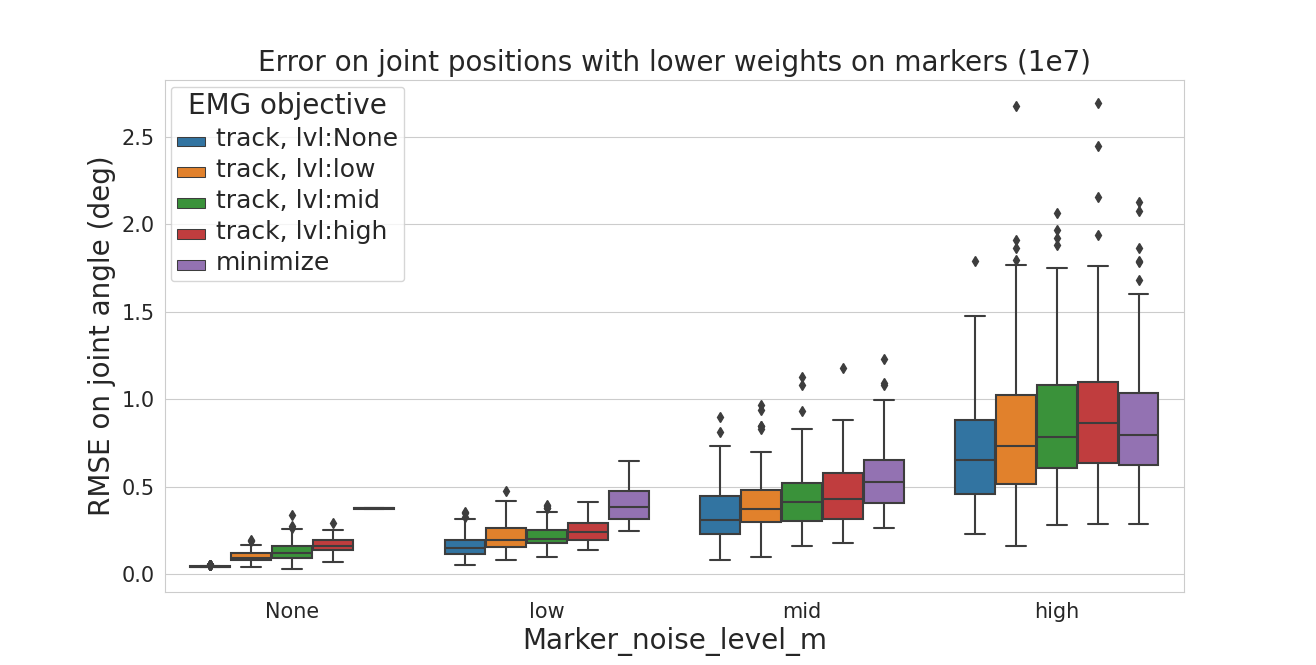 Error on joint positions with lower weights on markers (1e7)
EMG objective
track, lvl:None
track, lvl:low
track, lvl:mid
track, lvl:high
minimize
RMSE on joint angle (deg)
2.5
2.0
1.5
1.0
0.5
0.0
None low mid high
Marker_noise_level_m